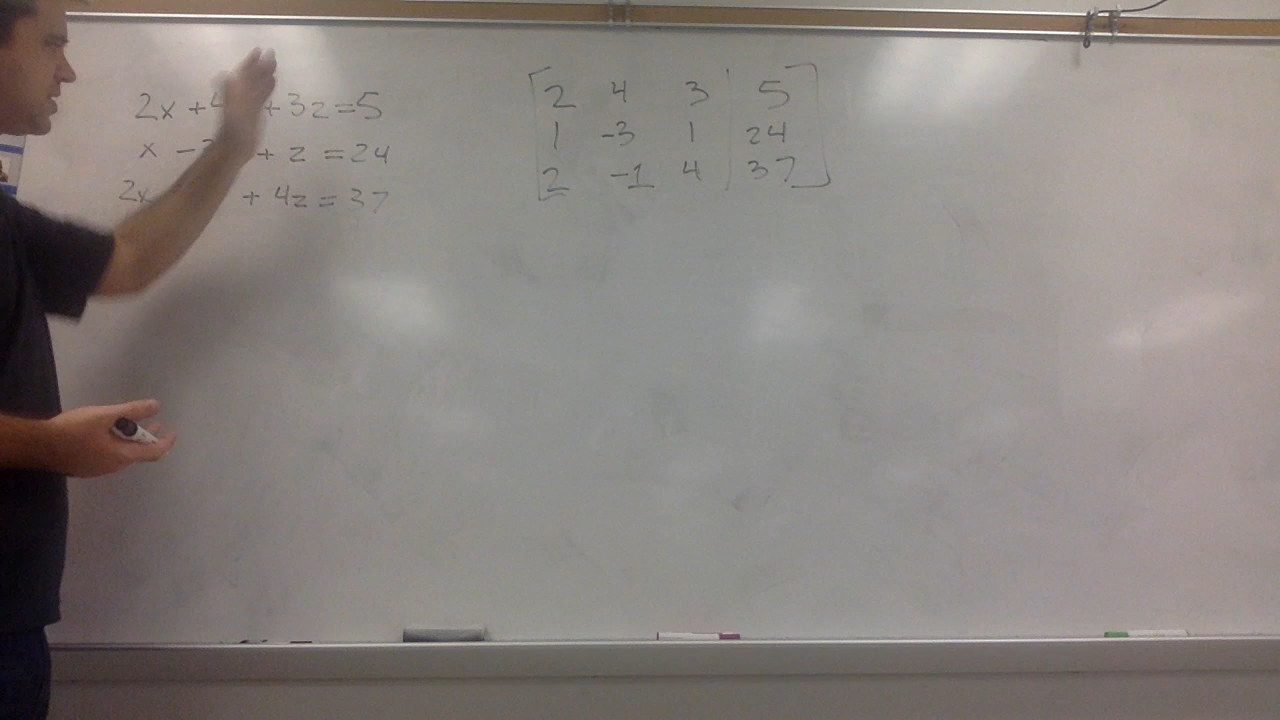 2x + 4 + 3z = 5
x - 3 + z = 24
2x + 4z = 37
2 4 3 5
1 -3 1 24
2 -1 4 37